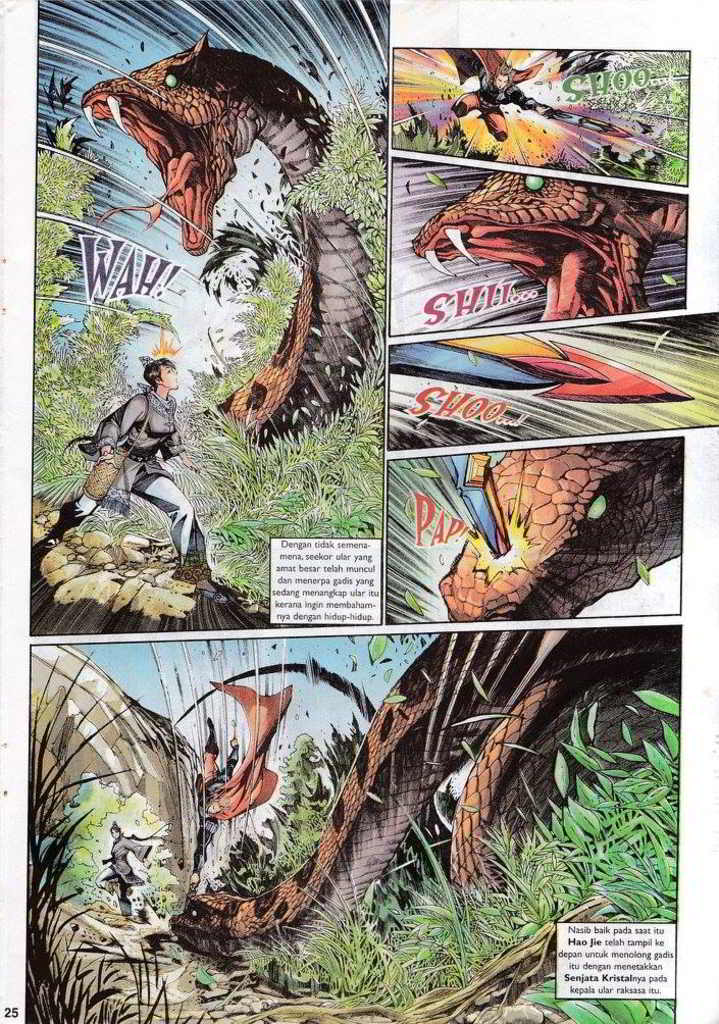 WAH!
Dengan tidak semena-
mena, seekor ular yang
amat besar telah muncul
dan menerpa gadis yang
sedang menangkap ular itu
kerana ingin membaham-
nya dengan hidup-hidup.
SHOO...
SHU...
SHOO...
PAP!
Nasib baik pada saat itu
Hao Jie telah tampil ke
depan untuk menolong gadis
itu dengan menetakkan
Senjata Kristalnya pada
kepala ular raksasa itu.
25